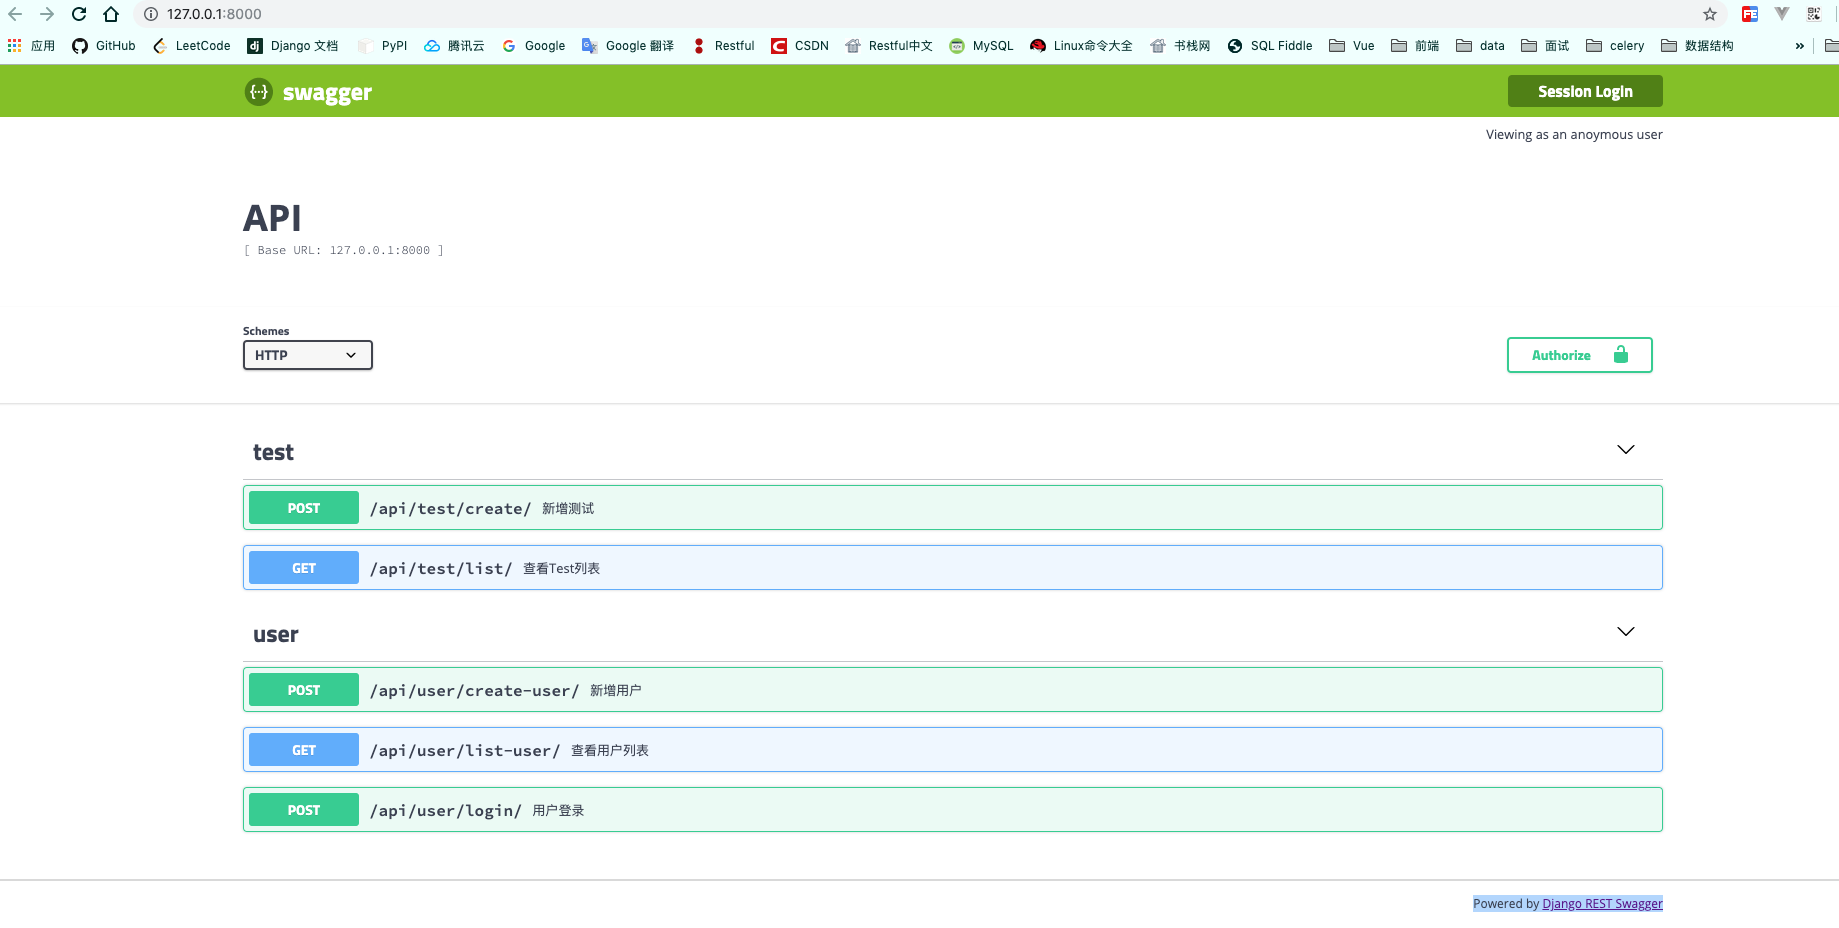 127.0.0.1:8000
应用 GitHub LeetCode Django 文档 PyPI 腾讯云 Google Google 翻译 Restful CSDN Restful中文 MySQL Linux命令大全 书栈网 SQL Fiddle Vue 前端 data 面试 celery 数据结构 »
swagger Session Login
Viewing as an anoymous user
API
[ Base URL: 127.0.0.1:8000 ]
Schemes
HTTP Authorize
test
POST /api/test/create/ 新增测试
GET /api/test/list/ 查看Test列表
user
POST /api/user/create-user/ 新增用户
GET /api/user/list-user/ 查看用户列表
POST /api/user/login/ 用户登录
Powered by Django REST Swagger